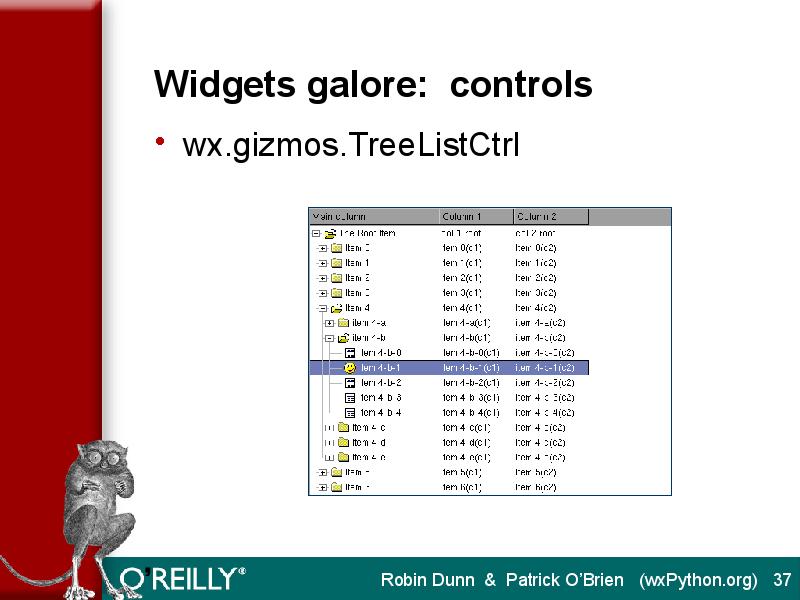 Widgets galore: controls
• wx.gizmos.TreeListCtrl
Main column Column 1 Column 2
The Root Item col 1 root col 2 root
Item 0 Item 0(c1) Item 0(c2)
Item 1 Item 1(c1) Item 1(c2)
Item 2 Item 2(c1) Item 2(c2)
Item 3 Item 3(c1) Item 3(c2)
Item 4 Item 4(c1) Item 4(c2)
item 4-a item 4-a(c1) item 4-a(c2)
item 4-b item 4-b(c1) item 4-b(c2)
item 4-b-0 item 4-b-0(c1) item 4-b-0(c2)
item 4-b-1 item 4-b-1(c1) item 4-b-1(c2)
item 4-b-2 item 4-b-2(c1) item 4-b-2(c2)
item 4-b-3 item 4-b-3(c1) item 4-b-3(c2)
item 4-b-4 item 4-b-4(c1) item 4-b-4(c2)
item 4-c item 4-c(c1) item 4-c(c2)
item 4-d item 4-d(c1) item 4-d(c2)
item 4-e item 4-e(c1) item 4-e(c2)
Item 5 Item 5(c1) Item 5(c2)
Item 6 Item 6(c1) Item 6(c2)
O'REILLY®
Robin Dunn & Patrick O'Brien (wxPython.org) 37